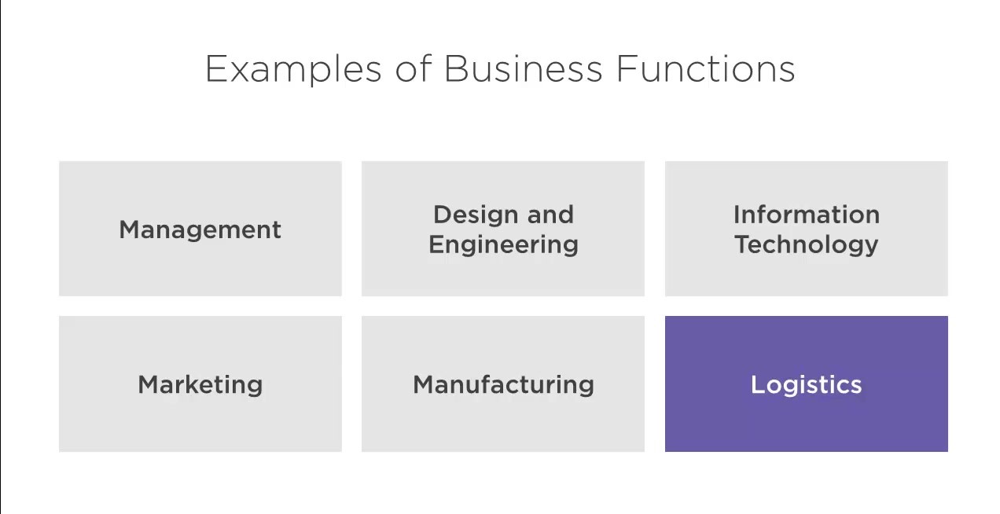 Examples of Business Functions
Management
Design and
Engineering
Information
Technology
Marketing
Manufacturing
Logistics